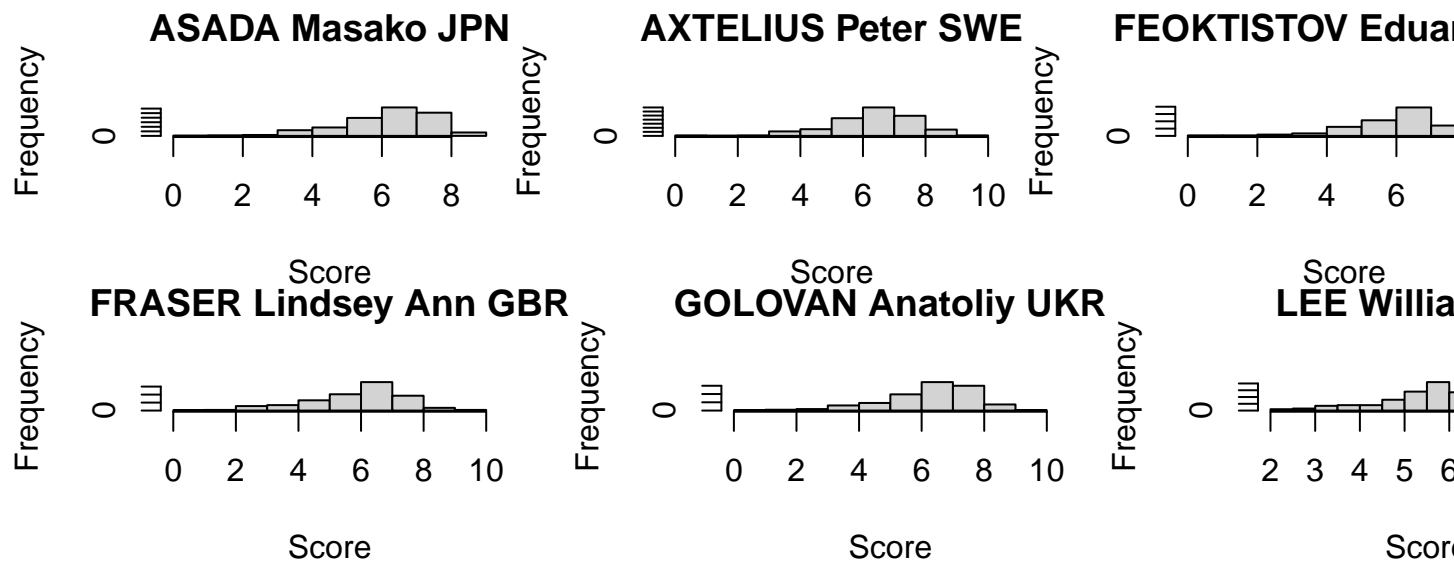 ASADA Masako JPN
Frequency
0
0 2 4 6 8
Score
AXTELIUS Peter SWE
Frequency
0
0 2 4 6 8 10
Score
FEOKTISTOV Eduar
Frequency
0
0 2 4 6
Score
FRASER Lindsey Ann GBR
Frequency
0
0 2 4 6 8 10
Score
GOLOVAN Anatoliy UKR
Frequency
0
0 2 4 6 8 10
Score
LEE Willia
Frequency
0
2 3 4 5 6
Score